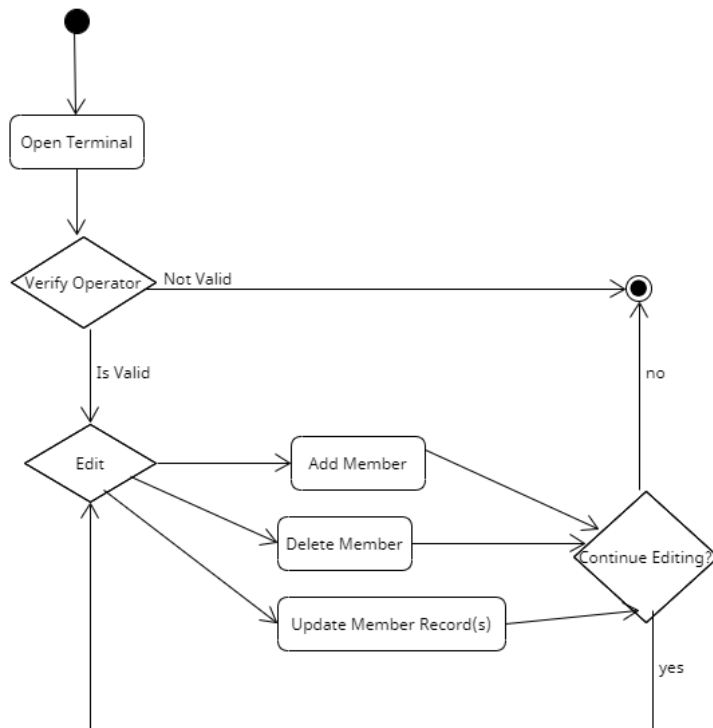 Open Terminal
Verify Operator
Not Valid
Is Valid
no
Edit
Add Member
Delete Member
Continue Editing?
Update Member Record(s)
yes